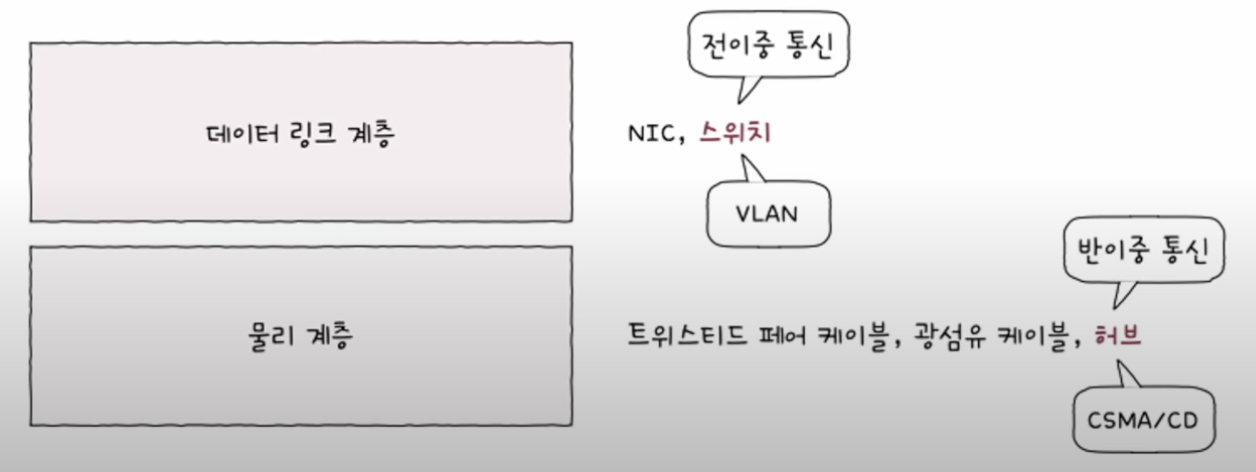 전이중 통신
데이터 링크 계층
NIC, 스위치
VLAN
반이중 통신
물리 계층
트위스티드 페어 케이블, 광섬유 케이블, 허브
CSMA/CD